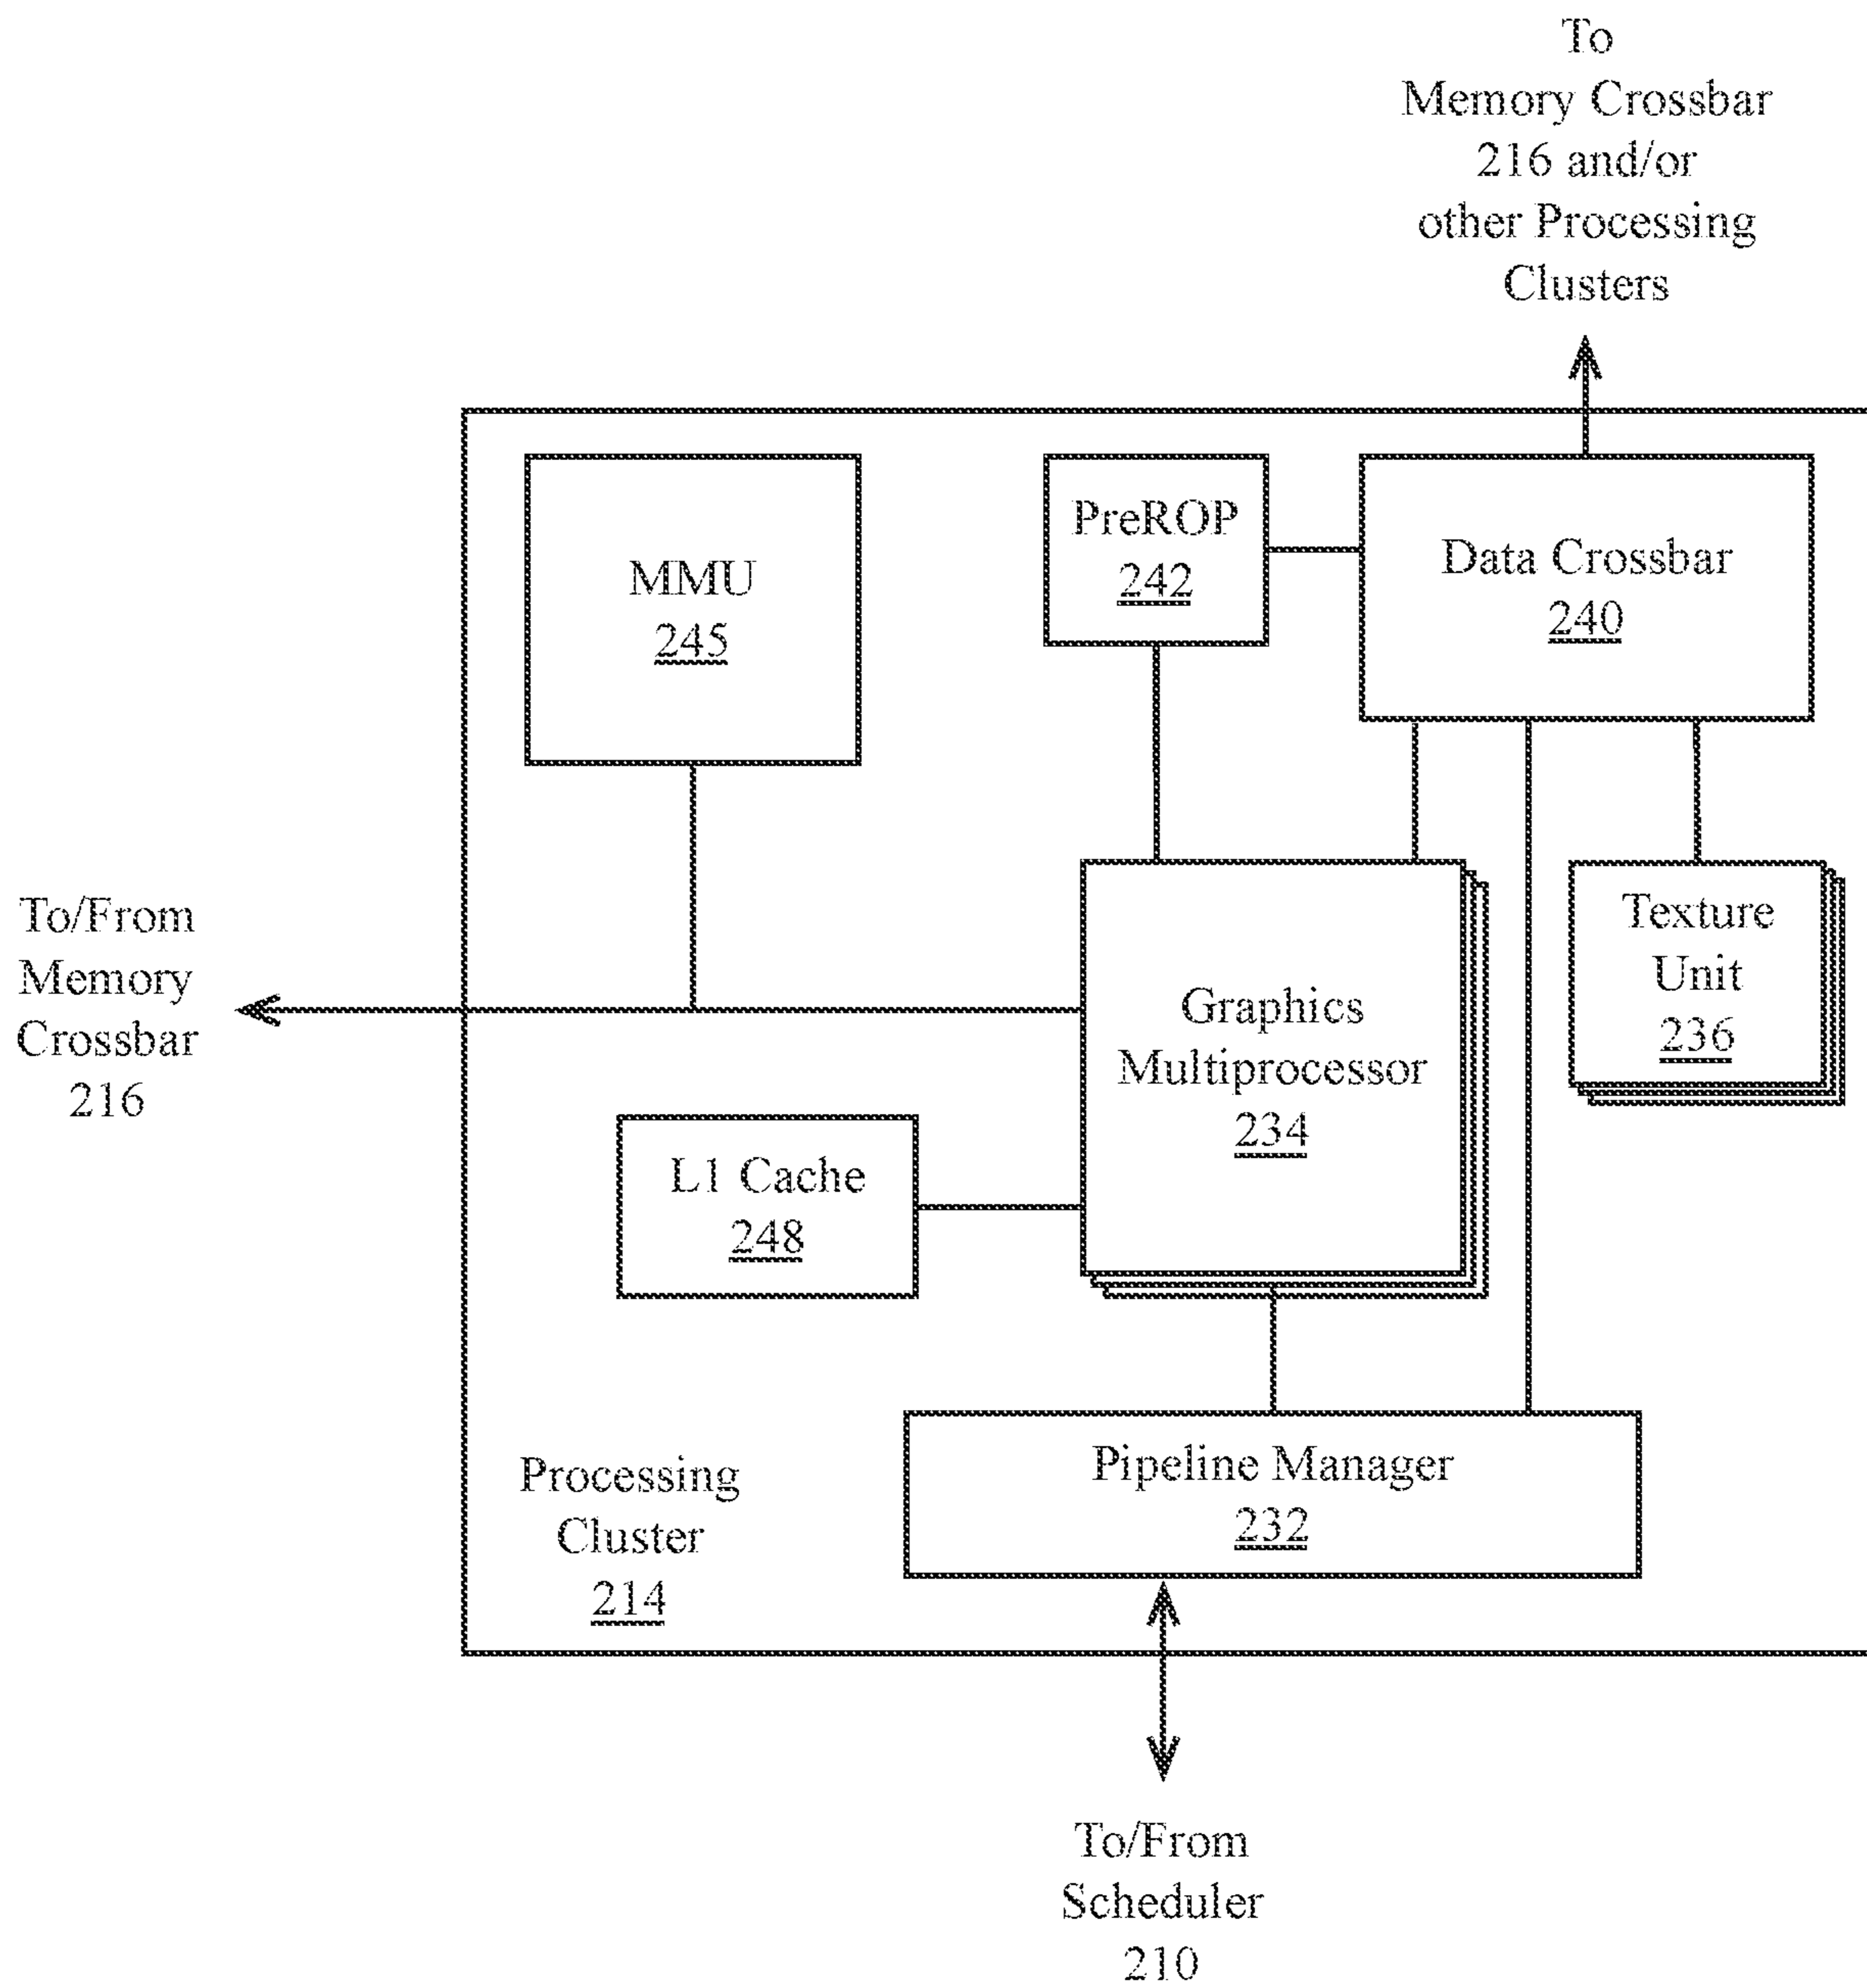 To
Memory Crossbar
216 and/or
other Processing
Clusters
MMU
245
PreROP
242
Data Crossbar
240
To/From
Memory
Crossbar
216
Graphics
Multiprocessor
234
Texture
Unit
236
L1 Cache
248
Pipeline Manager
232
Processing
Cluster
214
To/From
Scheduler
210